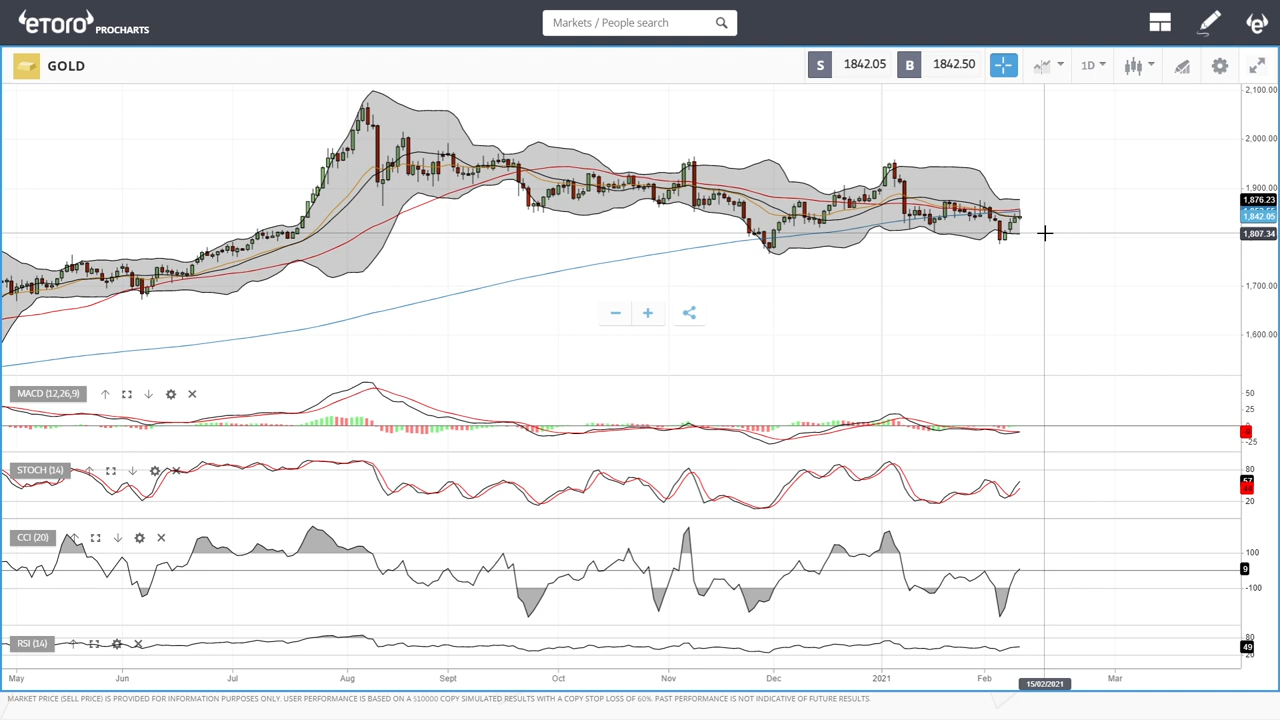 eTORO PROCHARTS
Markets / People search
GOLD
S 1842.05 B 1842.50
1D
2,100.00
2,000.00
1,900.00
1,876.23
1,842.05
1,807.34
1,700.00
1,600.00
MACD (12,26,9)
50
25
-25
STOCH (14)
80
57
20
CCI (20)
100
9
-100
RSI (14)
80
49
20
May Jun Jul Aug Sept Oct Nov Dec 2021 Feb Mar
15/02/2021
MARKET PRICE (SELL PRICE) IS PROVIDED FOR INFORMATION PURPOSES ONLY. USER PERFORMANCE IS BASED ON A $10000 COPY SIMULATED RESULTS WITH A COPY STOP LOSS OF 60%. PAST PERFORMANCE IS NOT INDICATIVE OF FUTURE RESULTS.